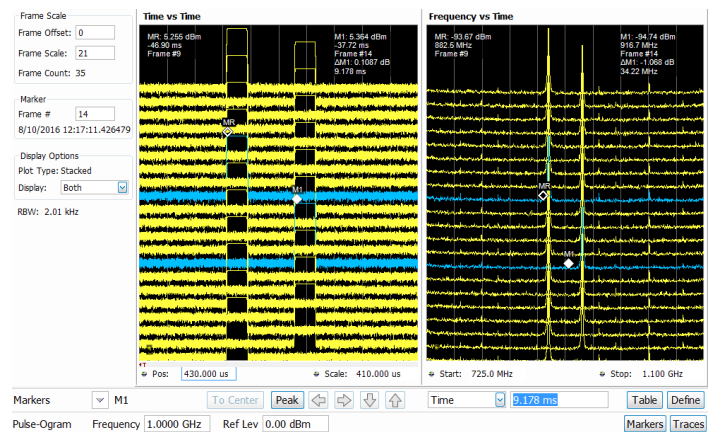 Frame Scale
Frame Offset: 0
Frame Scale: 21
Frame Count: 35
Marker
Frame # 14
8/10/2016 12:17:11.426479
Display Options
Plot Type: Stacked
Display: Both
RBW: 2.01 kHz
Time vs Time
MR: 5.255 dBm
-46.90 ms
Frame #9
M1: 5.364 dBm
-37.72 ms
Frame #14
ΔM1: 0.1087 dB
9.178 ms
MR
M1
T
Pos: 430.000 us
Scale: 410.000 us
Frequency vs Time
MR: -93.67 dBm
882.5 MHz
Frame #9
M1: -94.74 dBm
916.7 MHz
Frame #14
ΔM1: -1.068 dB
34.22 MHz
MR
M1
Start: 725.0 MHz
Stop: 1.100 GHz
Markers M1 To Center Peak Time 9.178 ms Table Define
Pulse-Ogram Frequency 1.0000 GHz Ref Lev 0.00 dBm Markers Traces